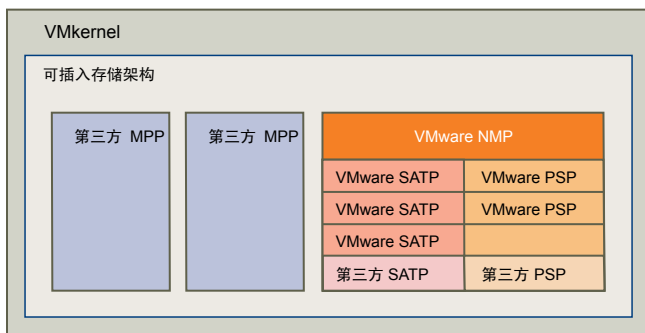 VMkernel
可插入存储架构
第三方 MPP
第三方 MPP
VMware NMP
VMware SATP
VMware PSP
VMware SATP
VMware PSP
VMware SATP
第三方 SATP
第三方 PSP